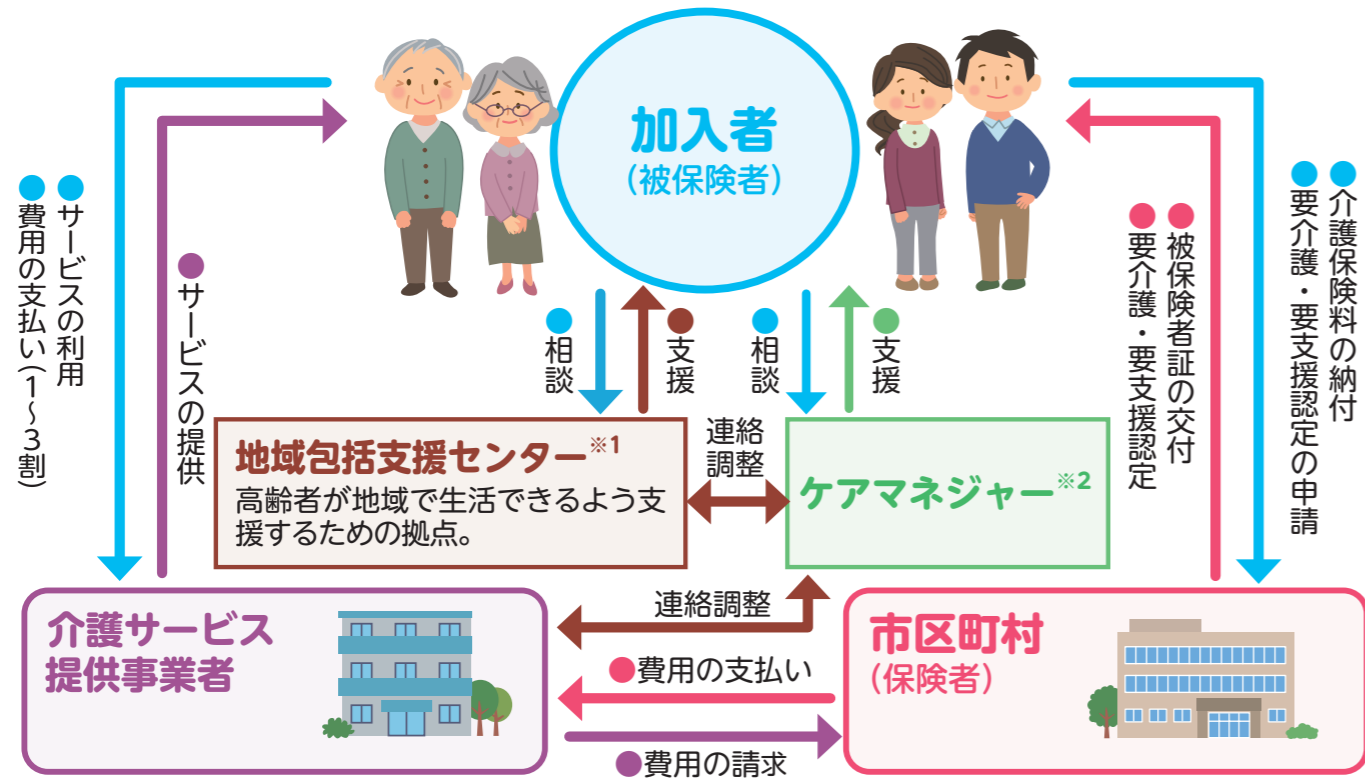 加入者
(被保険者)
●サービスの利用
●費用の支払い(1～3割)
●サービスの提供
●相談
●支援
●相談
●支援
●介護保険料の納付
●要介護・要支援認定の申請
●被保険者証の交付
●要介護・要支援認定
地域包括支援センター※1
高齢者が地域で生活できるよう支
援するための拠点。
連絡
調整
ケアマネジャー※2
介護サービス
提供事業者
連絡調整
●費用の支払い
●費用の請求
市区町村
(保険者)